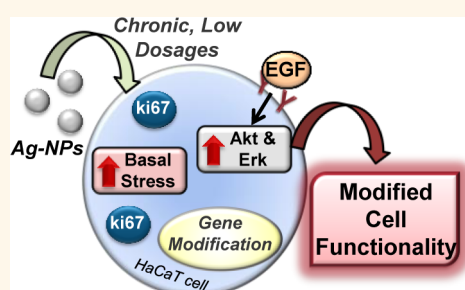 Chronic, Low
Dosages
EGF
ki67
Ag-NPs
Akt &
Erk
Basal
Stress
Modified
Cell
Functionality
ki67
Gene
Modification
HaCaT cell